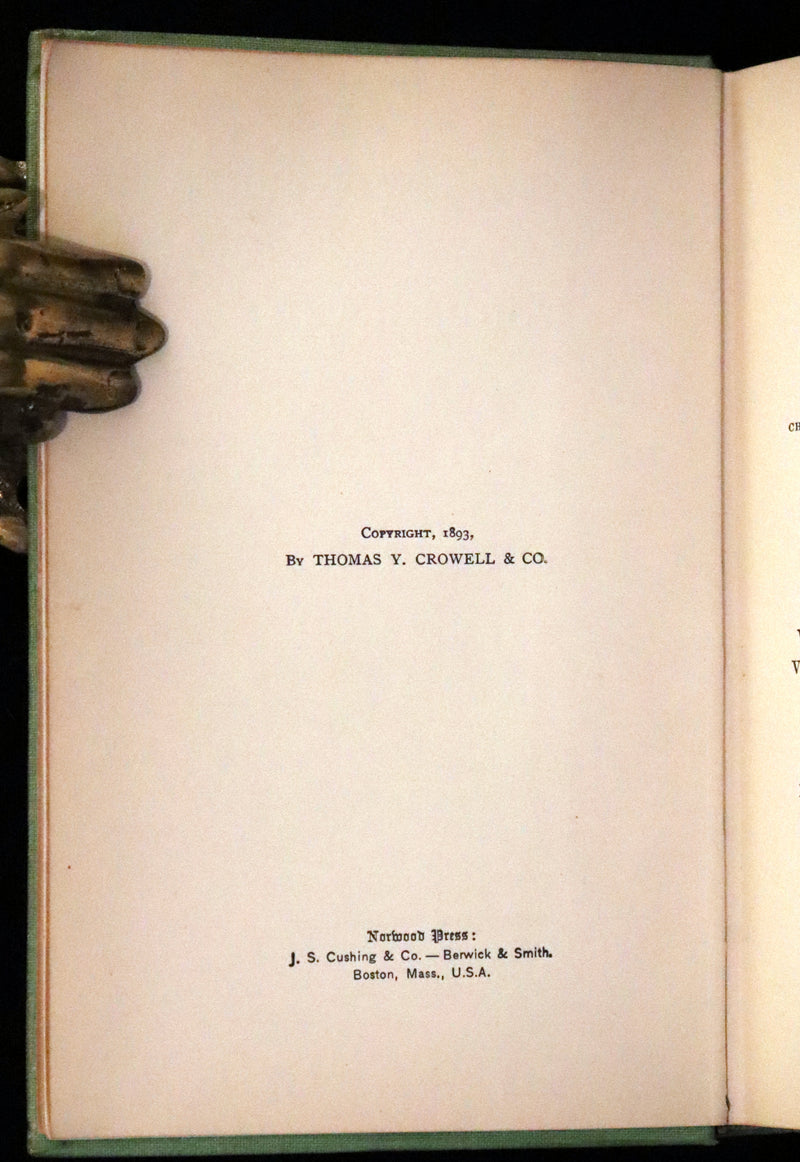 Copyright, 1893,
By THOMAS Y. CROWELL & CO.
Norwood Press:
J. S. Cushing & Co. — Berwick & Smith.
Boston, Mass., U.S.A.